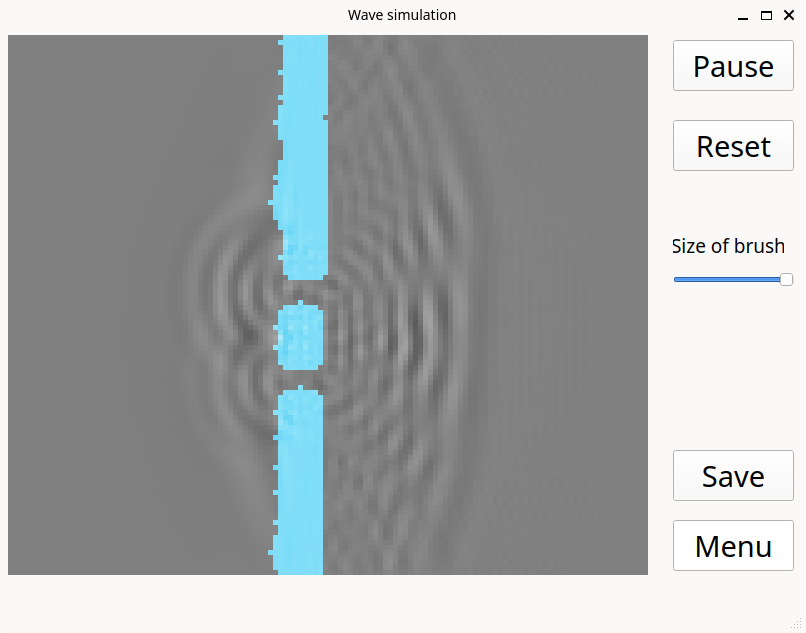 Wave simulation
Pause
Reset
Size of brush
Save
Menu